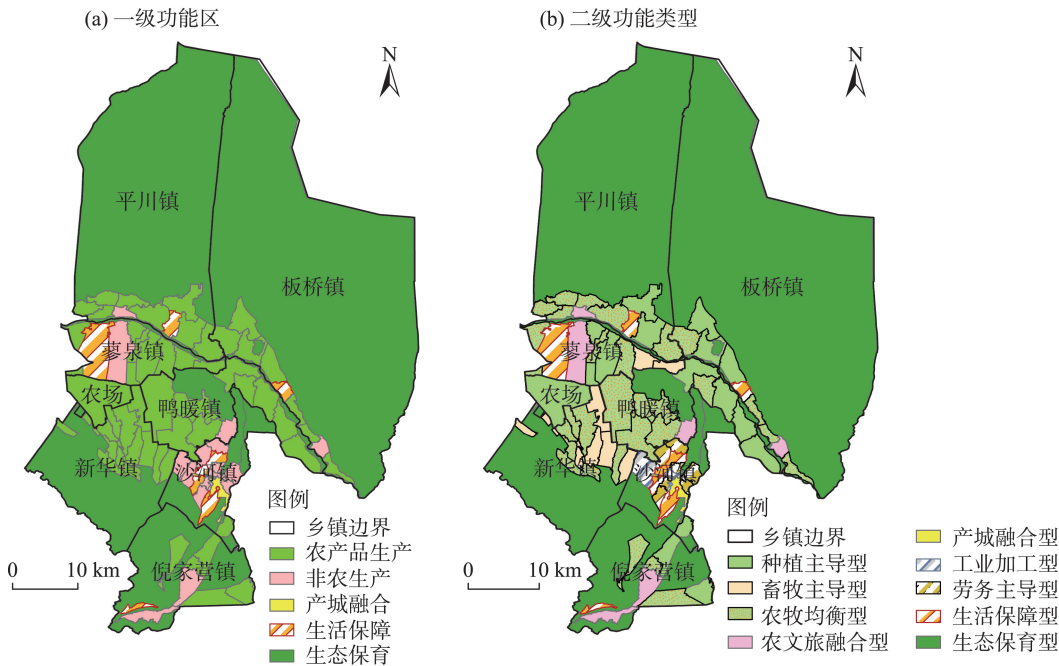 (a) 一级功能区
N
平川镇
板桥镇
蓼泉镇
农场
鸭暖镇
新华镇
沙河镇
倪家营镇
0 10 km
图例
乡镇边界
农产品生产
非农生产
产城融合
生活保障
生态保育
(b) 二级功能类型
N
平川镇
板桥镇
蓼泉镇
农场
鸭暖镇
新华镇
沙河镇
倪家营镇
0 10 km
图例
乡镇边界
种植主导型
畜牧主导型
农牧均衡型
农文旅融合型
产城融合型
工业加工型
劳务主导型
生活保障型
生态保育型